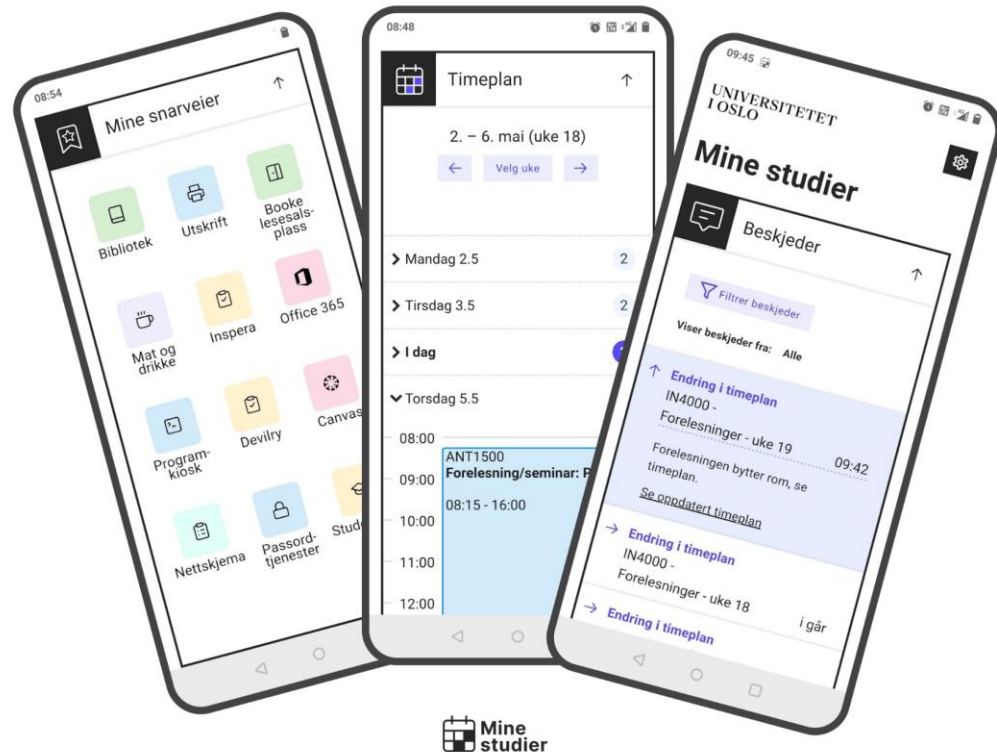 08:54
Mine snarveier
Bibliotek
Utskrift
Booke
lesesals-
plass
Mat og
drikke
Inspera
Office 365
Program-
kiosk
Devilry
Canvas
Nettskjema
Passord-
tjenester
08:48
Timeplan
2. – 6. mai (uke 18)
Velg uke
Mandag 2.5
2
Tirsdag 3.5
2
I dag
Torsdag 5.5
08:00
ANT1500
Forelesning/seminar:
09:00
08:15 - 16:00
10:00
11:00
12:00
09:45
UNIVERSITETET
I OSLO
Mine studier
Beskjeder
Filtrer beskjeder
Viser beskjeder fra: Alle
Endring i timeplan
IN4000 -
Forelesninger - uke 19
09:42
Forelesningen bytter rom, se
timeplan.
Se oppdatert timeplan
Endring i timeplan
IN4000 -
Forelesninger - uke 18
i går
Endring i timeplan
Mine
studier